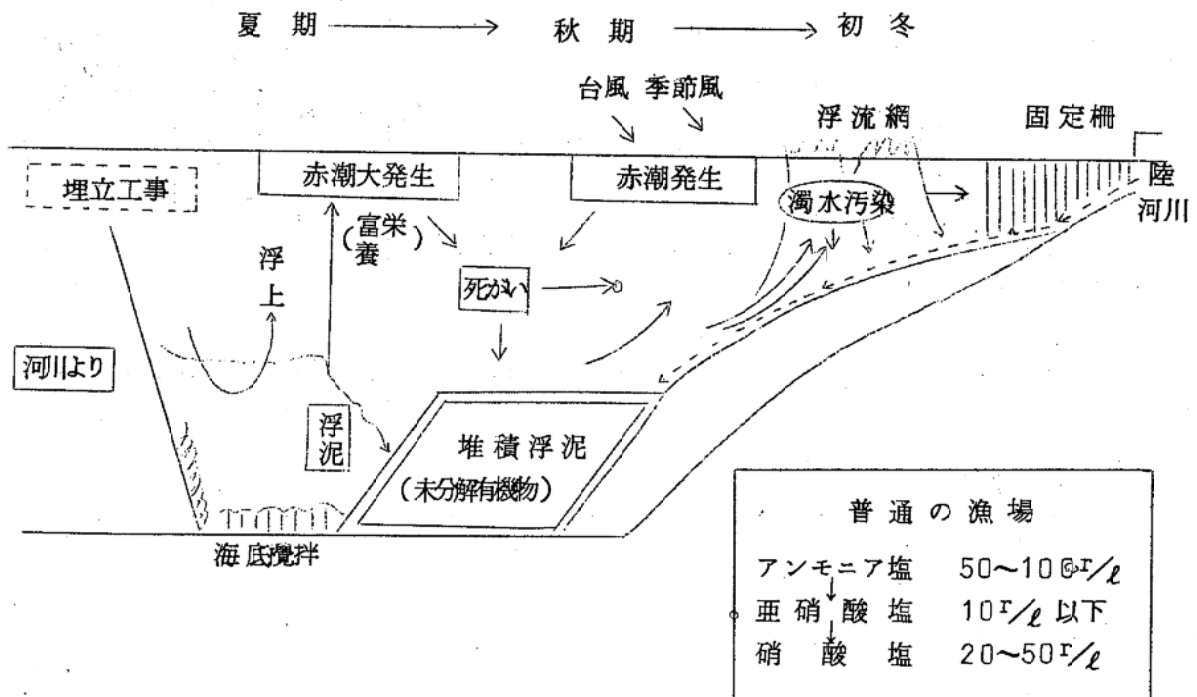 夏期 → 秋期 → 初冬
台風 季節風
浮流網
固定柵
埋立工事
赤潮大発生
赤潮発生
濁水汚染
陸
河川
(富栄養)
浮上
死がい
河川より
浮泥
堆積浮泥
(未分解有機物)
海底攪拌
普通の漁場
アンモニア塩
亜硝酸塩 10γ/ℓ 以下
硝酸塩 20~50γ/ℓ